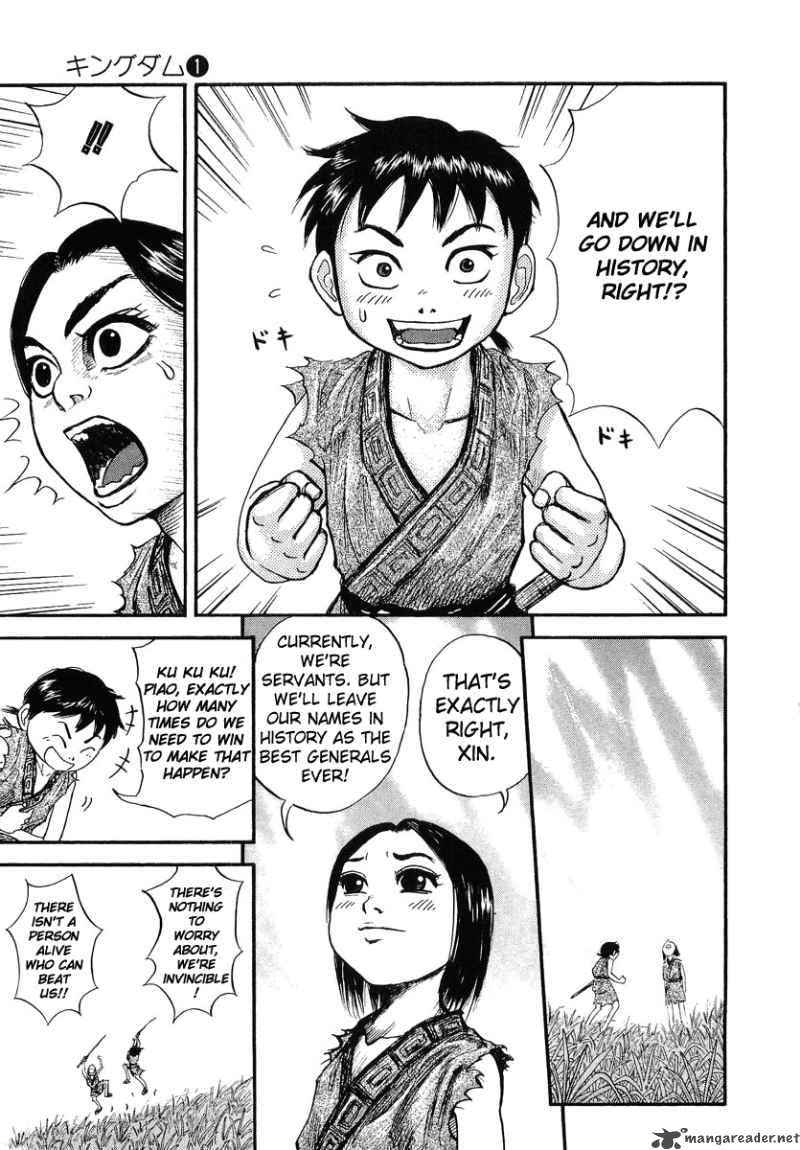 キングダム❶
AND WE'LL
GO DOWN IN
HISTORY,
RIGHT!?
ドキ
ドキ
!!
THAT'S
EXACTLY
RIGHT,
XIN.
CURRENTLY,
WE'RE
SERVANTS. BUT
WE'LL LEAVE
OUR NAMES IN
HISTORY AS THE
BEST GENERALS
EVER!
KU KU KU!
PIAO, EXACTLY
HOW MANY
TIMES DO WE
NEED TO WIN
TO MAKE THAT
HAPPEN?
THERE'S
NOTHING
TO
WORRY
ABOUT,
WE'RE
INVINCIBLE
!
THERE
ISN'T A
PERSON
ALIVE
WHO CAN
BEAT
US!!
mangareader.net